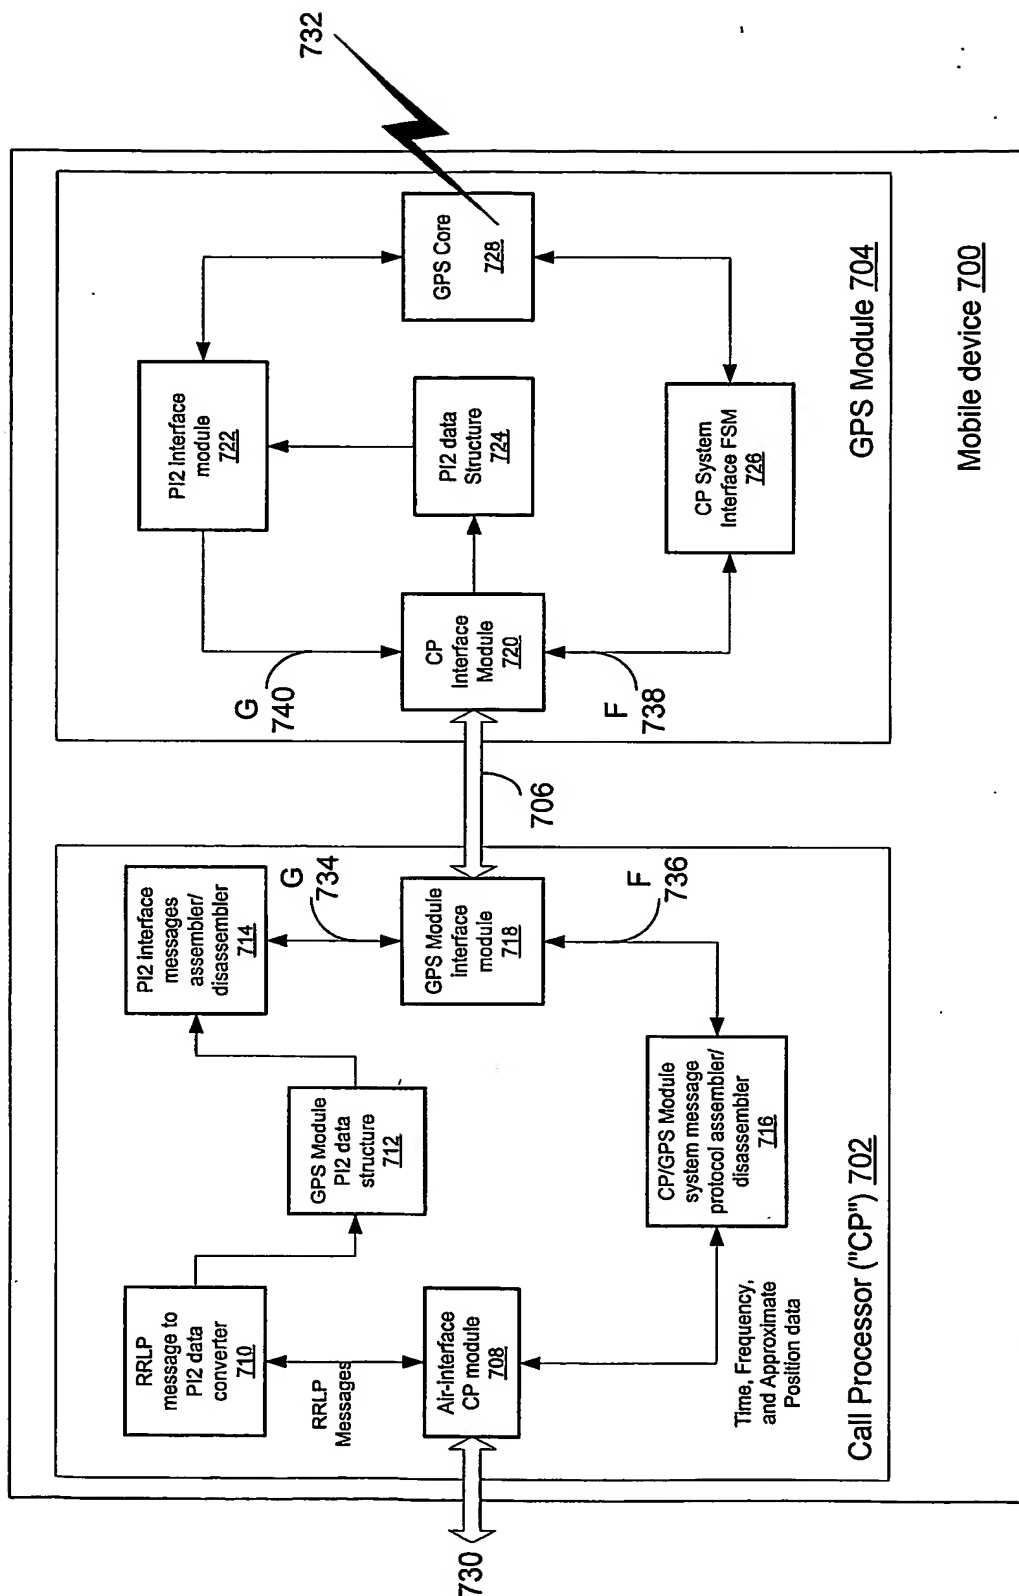 RRLP
message to
PI2 data
converter
710
RRLP
Messages
Air-interface
CP module
708
730
Time, Frequency,
and Approximate
Position data
GPS Module
PI2 data
structure
712
PI2 Interface
messages
assembler/
disassembler
714
G
734
GPS Module
interface
module
718
F
736
CP/GPS Module
system message
protocol assembler/
disassembler
716
Call Processor ("CP") 702
706
G
740
CP
Interface
Module
720
F
738
PI2 Interface
module
722
PI2 data
Structure
724
CP System
Interface FSM
726
GPS Core
728
732
GPS Module 704
Mobile device 700